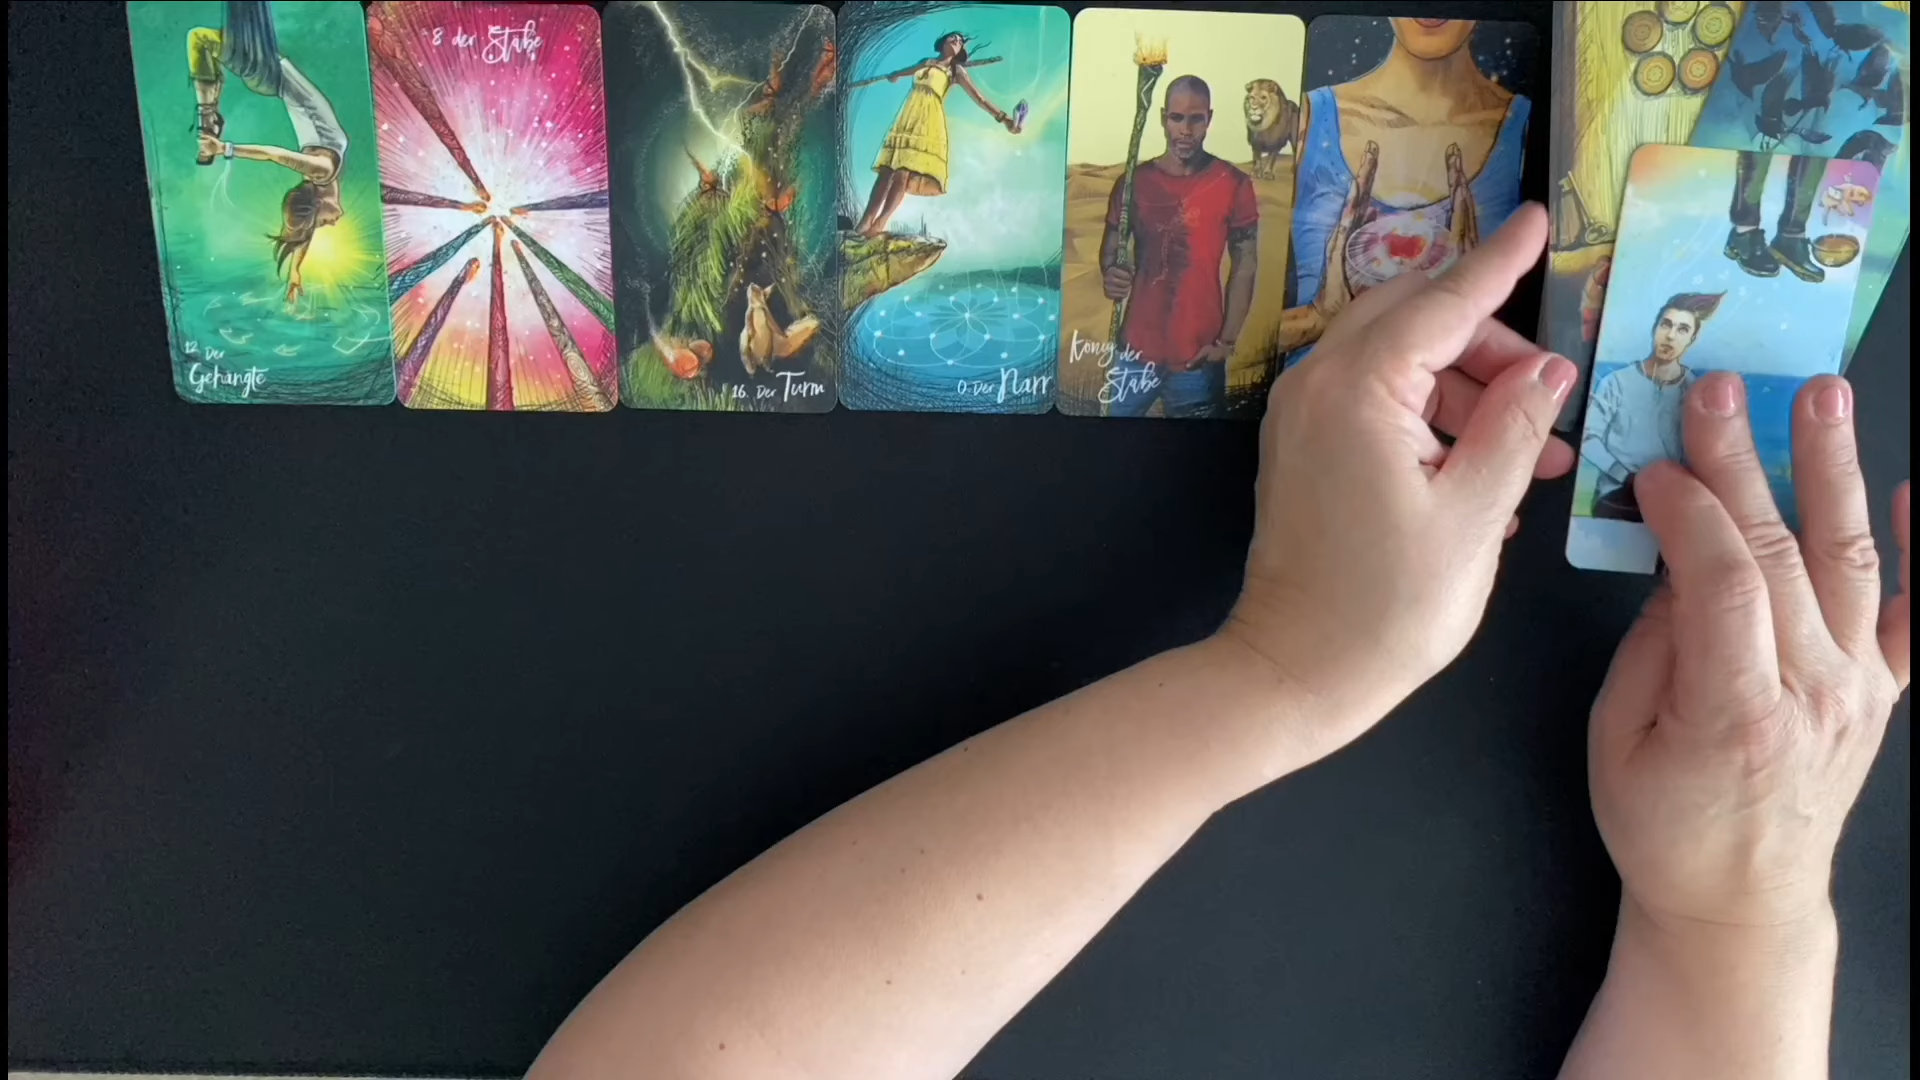 12. Der
Gehängte
8 der Stäbe
16. Der Turm
0. Der Narr
König der
Stäbe